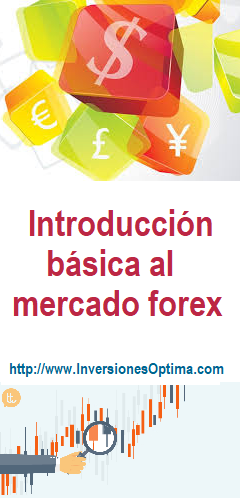 $
€
£
¥
Introducción
básica al
mercado forex
http://www.InversionesOptima.com